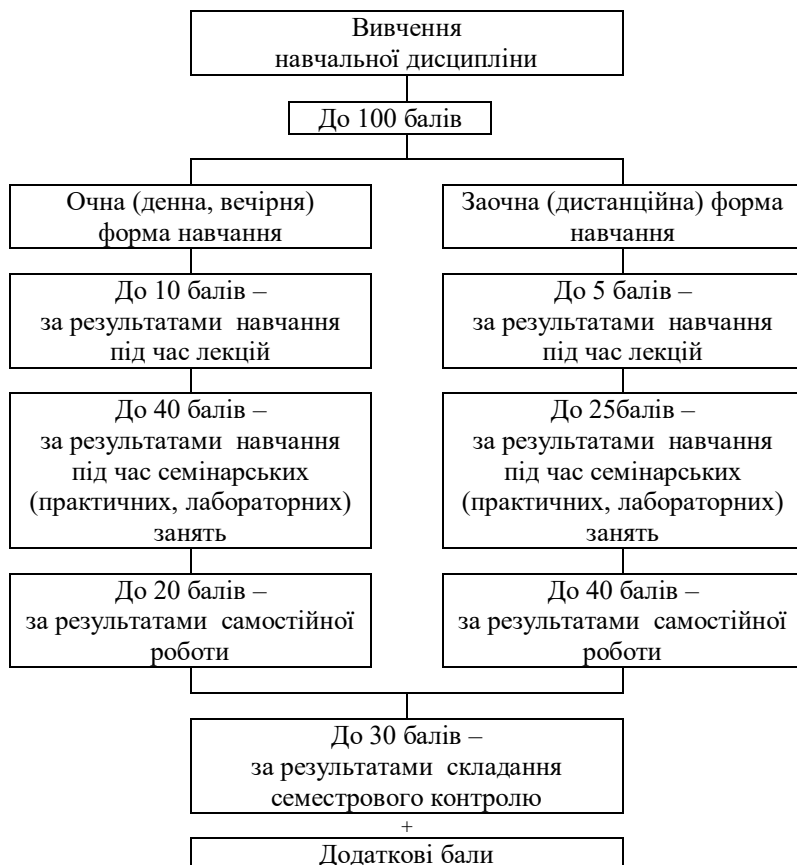 Вивчення
навчальної дисципліни
До 100 балів
Очна (денна, вечірня)
форма навчання
Заочна (дистанційна) форма
навчання
До 10 балів –
за результатами навчання
під час лекцій
До 5 балів –
за результатами навчання
під час лекцій
До 40 балів –
за результатами навчання
під час семінарських
(практичних, лабораторних)
занять
До 25балів –
за результатами навчання
під час семінарських
(практичних, лабораторних)
занять
До 20 балів –
за результатами самостійної
роботи
До 40 балів –
за результатами самостійної
роботи
До 30 балів –
за результатами складання
семестрового контролю
+
Додаткові бали